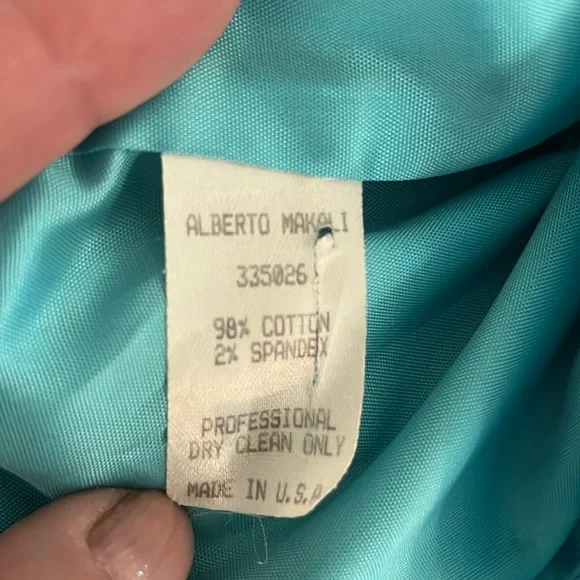 ALBERTO MAKALI
335026
98% COTTON
2% SPANDEX
PROFESSIONAL
DRY CLEAN ONLY
MADE IN U.S.A